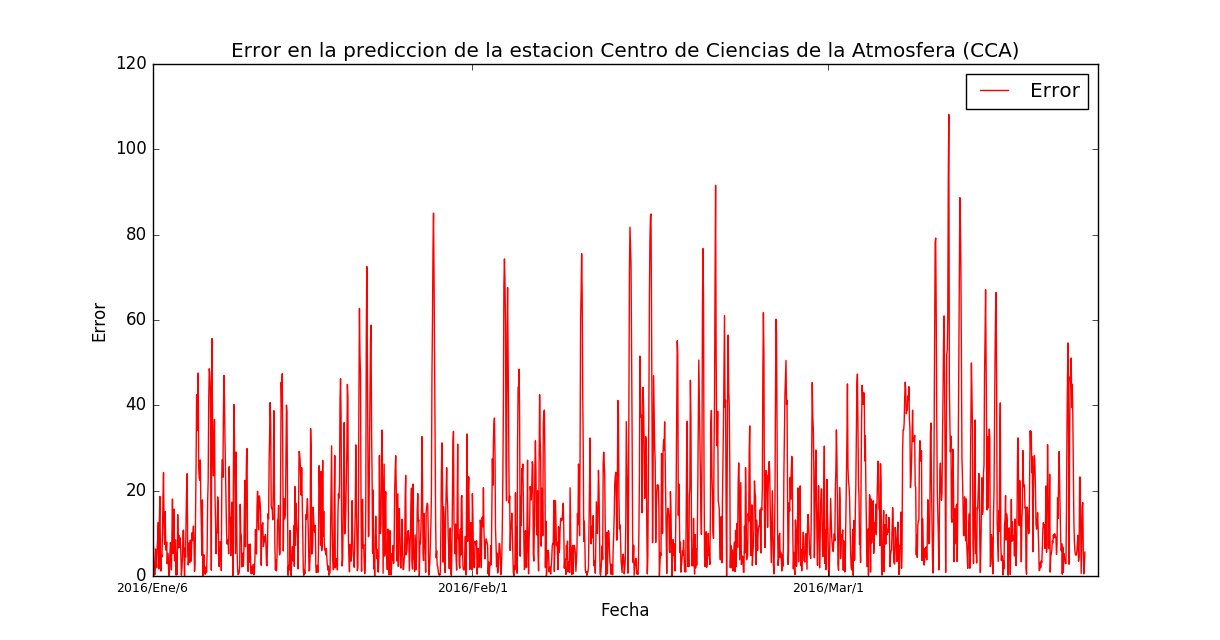 Error en la prediccion de la estacion Centro de Ciencias de la Atmosfera (CCA)
Error
120
100
80
60
40
20
0
Error
2016/Ene/6
2016/Feb/1
2016/Mar/1
Fecha